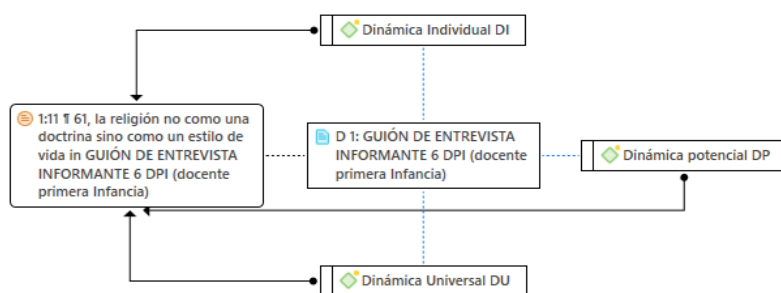 Dinámica Individual DI
1:11 ¶ 61, la religión no como una
doctrina sino como un estilo de
vida in GUIÓN DE ENTREVISTA
INFORMANTE 6 DPI (docente
primera Infancia)
D 1: GUIÓN DE ENTREVISTA
INFORMANTE 6 DPI (docente
primera Infancia)
Dinámica potencial DP
Dinámica Universal DU